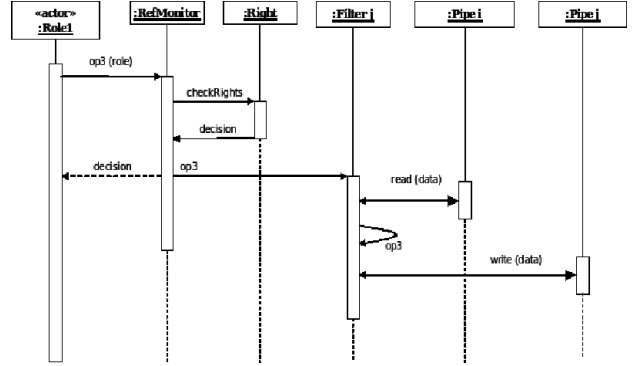 «actor»
:Role1
:RefMonitor
:Right
:Filter j
:Pipe i
:Pipe j
op3 (role)
checkRights
decision
decision
op3
read (data)
op3
write (data)